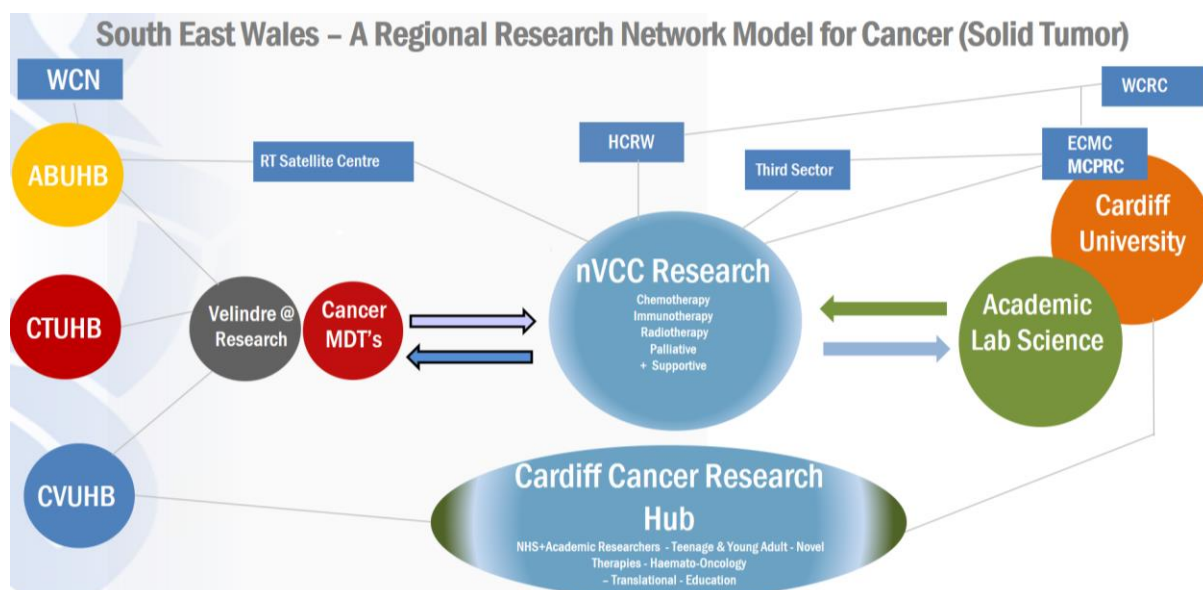 South East Wales – A Regional Research Network Model for Cancer (Solid Tumor)
WCN
WCRC
HCRW
ECMC
MCPRC
RT Satellite Centre
Third Sector
ABUHB
Cardiff
University
nVCC Research
Chemotherapy
Immunotherapy
Radiotherapy
Palliative
+ Supportive
CTUHB
Velindre @
Research
Cancer
MDT's
Academic
Lab Science
CVUHB
Cardiff Cancer Research
Hub
NHS+Academic Researchers - Teenage & Young Adult - Novel
Therapies - Haemato-Oncology
– Translational - Education